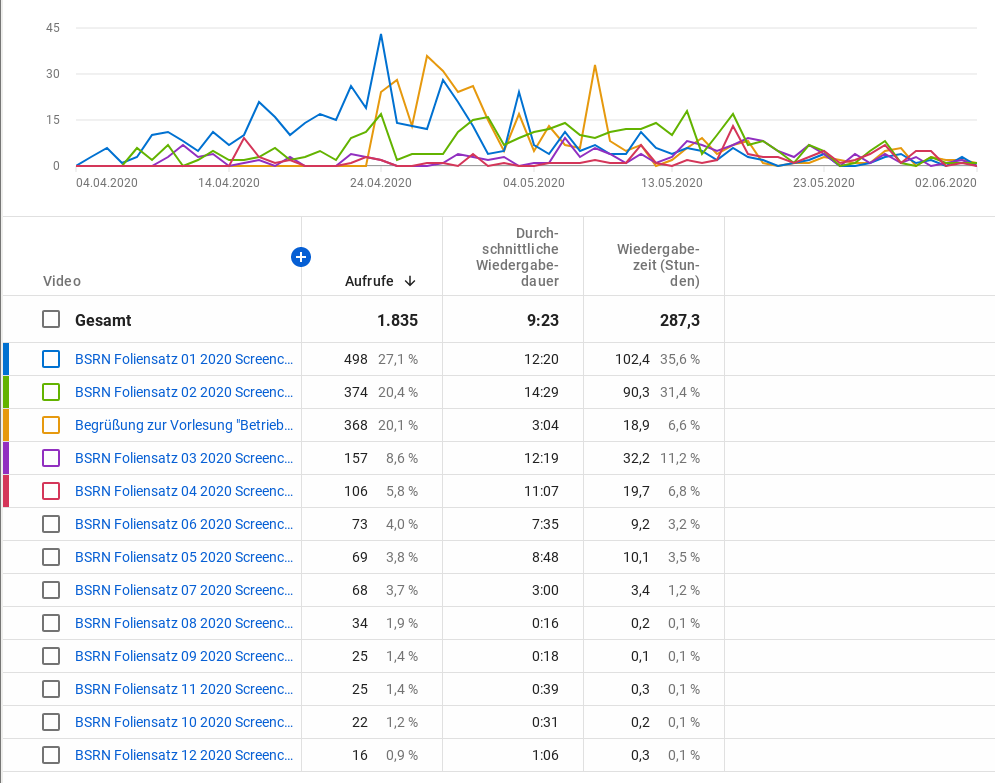 45
30
15
0
04.04.2020 14.04.2020 24.04.2020 04.05.2020 13.05.2020 23.05.2020 02.06.2020
Video
Aufrufe
Durch-
schnittliche
Wiedergabe-
dauer
Wiedergabe-
zeit (Stun-
den)
Gesamt 1.835 9:23 287,3
BSRN Foliensatz 01 2020 Screenc… 498 27,1 % 12:20 102,4 35,6 %
BSRN Foliensatz 02 2020 Screenc… 374 20,4 % 14:29 90,3 31,4 %
Begrüßung zur Vorlesung "Betrieb… 368 20,1 % 3:04 18,9 6,6 %
BSRN Foliensatz 03 2020 Screenc… 157 8,6 % 12:19 32,2 11,2 %
BSRN Foliensatz 04 2020 Screenc… 106 5,8 % 11:07 19,7 6,8 %
BSRN Foliensatz 06 2020 Screenc… 73 4,0 % 7:35 9,2 3,2 %
BSRN Foliensatz 05 2020 Screenc… 69 3,8 % 8:48 10,1 3,5 %
BSRN Foliensatz 07 2020 Screenc… 68 3,7 % 3:00 3,4 1,2 %
BSRN Foliensatz 08 2020 Screenc… 34 1,9 % 0:16 0,2 0,1 %
BSRN Foliensatz 09 2020 Screenc… 25 1,4 % 0:18 0,1 0,1 %
BSRN Foliensatz 11 2020 Screenc… 25 1,4 % 0:39 0,3 0,1 %
BSRN Foliensatz 10 2020 Screenc… 22 1,2 % 0:31 0,2 0,1 %
BSRN Foliensatz 12 2020 Screenc… 16 0,9 % 1:06 0,3 0,1 %